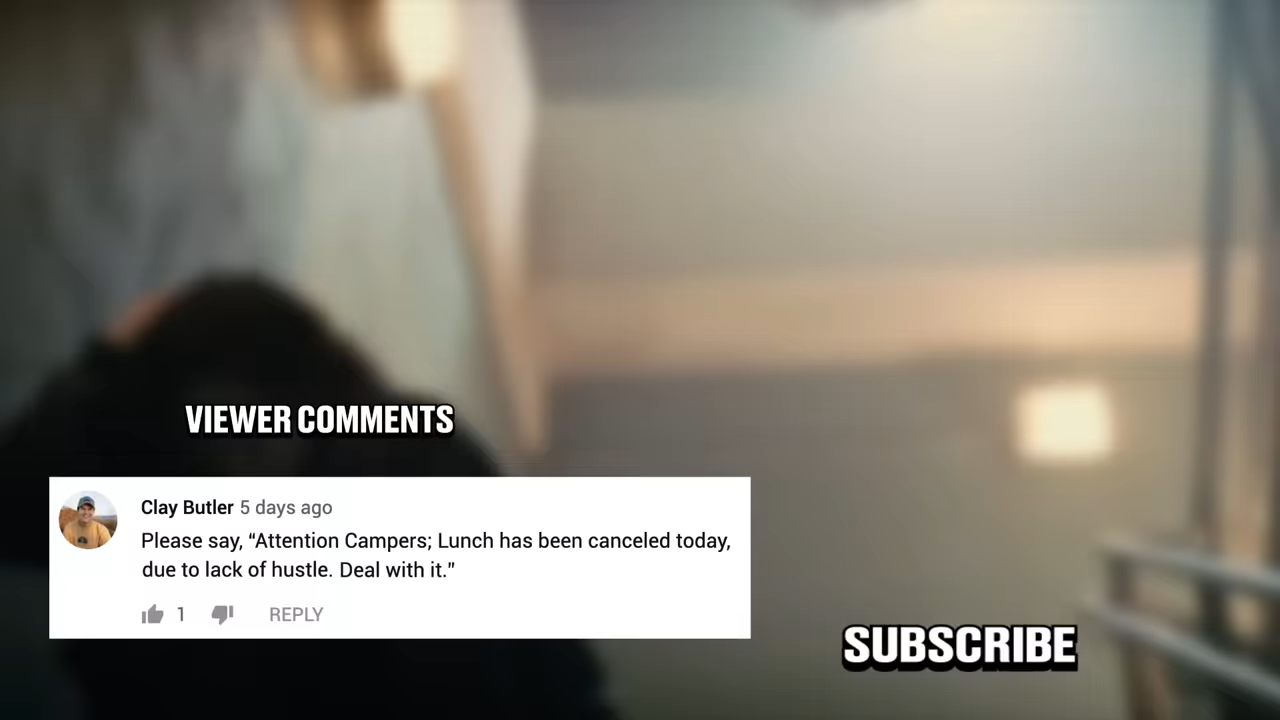 VIEWER COMMENTS
Clay Butler 5 days ago
Please say, “Attention Campers; Lunch has been canceled today,
due to lack of hustle. Deal with it.”
1 REPLY
SUBSCRIBE